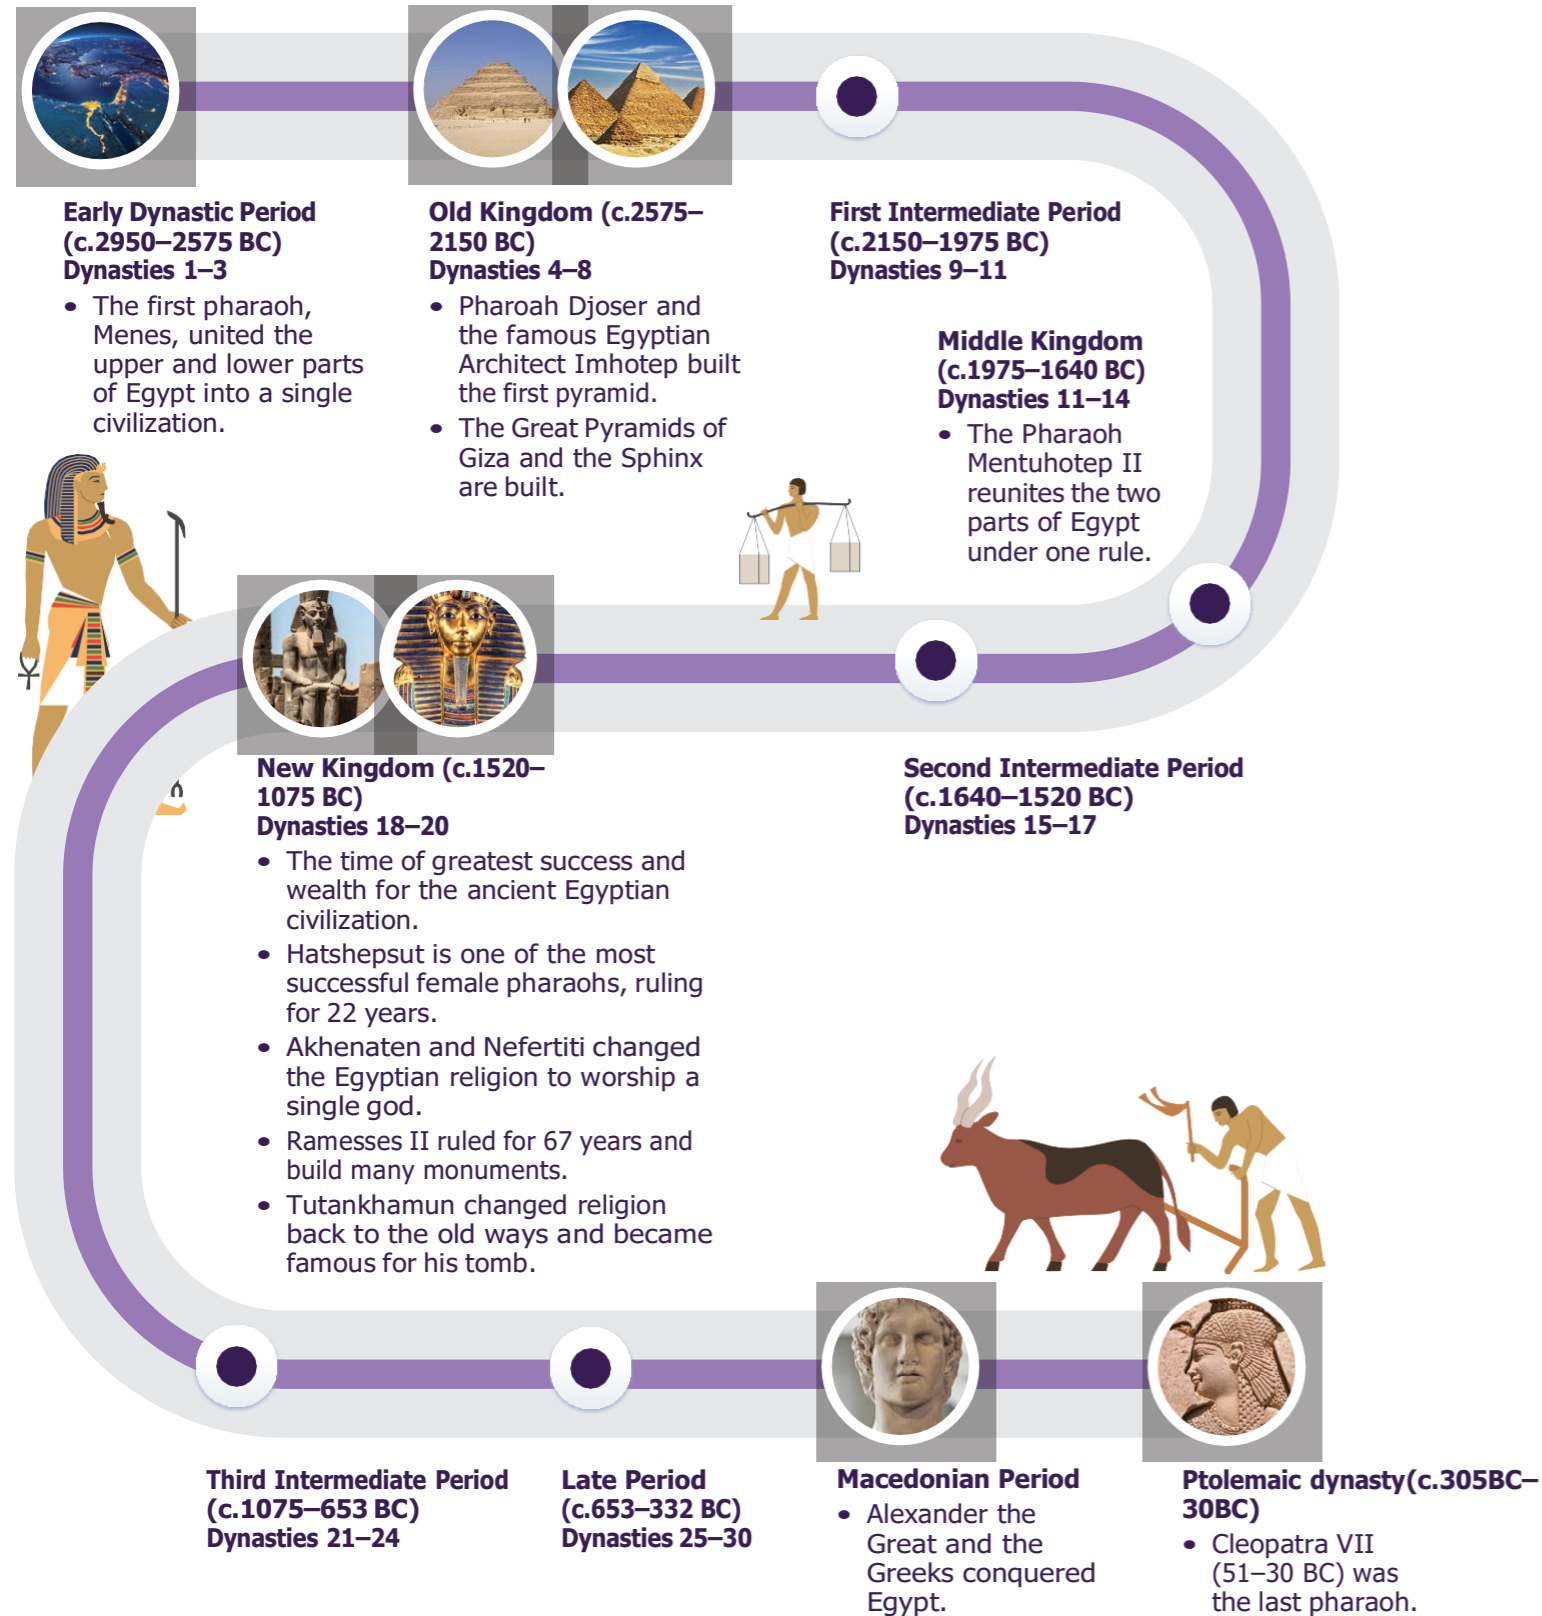 Early Dynastic Period
(c.2950–2575 BC)
Dynasties 1–3
• The first pharaoh,
Menes, united the
upper and lower parts
of Egypt into a single
civilization.
Old Kingdom (c.2575–
2150 BC)
Dynasties 4–8
• Pharoah Djoser and
the famous Egyptian
Architect Imhotep built
the first pyramid.
• The Great Pyramids of
Giza and the Sphinx
are built.
First Intermediate Period
(c.2150–1975 BC)
Dynasties 9–11
Middle Kingdom
(c.1975–1640 BC)
Dynasties 11–14
• The Pharaoh
Mentuhotep II
reunites the two
parts of Egypt
under one rule.
Second Intermediate Period
(c.1640–1520 BC)
Dynasties 15–17
New Kingdom (c.1520–
1075 BC)
Dynasties 18–20
• The time of greatest success and
wealth for the ancient Egyptian
civilization.
• Hatshepsut is one of the most
successful female pharaohs, ruling
for 22 years.
• Akhenaten and Nefertiti changed
the Egyptian religion to worship a
single god.
• Ramesses II ruled for 67 years and
build many monuments.
• Tutankhamun changed religion
back to the old ways and became
famous for his tomb.
Third Intermediate Period
(c.1075–653 BC)
Dynasties 21–24
Late Period
(c.653–332 BC)
Dynasties 25–30
Macedonian Period
• Alexander the
Great and the
Greeks conquered
Egypt.
Ptolemaic dynasty(c.305BC–
30BC)
• Cleopatra VII
(51–30 BC) was
the last pharaoh.